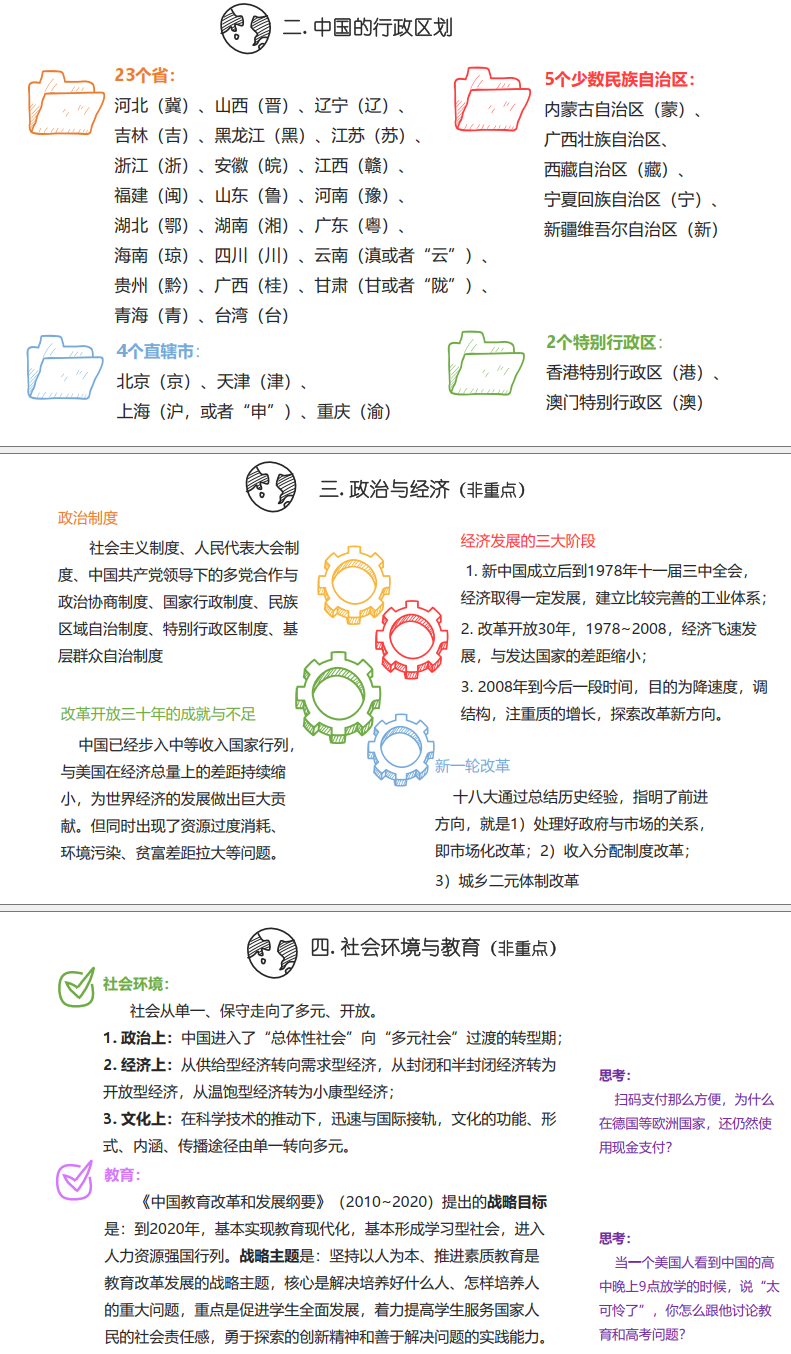 二. 中国的行政区划
23个省：
河北（冀）、山西（晋）、辽宁（辽）、
吉林（吉）、黑龙江（黑）、江苏（苏）、
浙江（浙）、安徽（皖）、江西（赣）、
福建（闽）、山东（鲁）、河南（豫）、
湖北（鄂）、湖南（湘）、广东（粤）、
海南（琼）、四川（川）、云南（滇或者“云”）、
贵州（黔）、广西（桂）、甘肃（甘或者“陇”）、
青海（青）、台湾（台）
5个少数民族自治区：
内蒙古自治区（蒙）、
广西壮族自治区、
西藏自治区（藏）、
宁夏回族自治区（宁）、
新疆维吾尔自治区（新）
4个直辖市：
北京（京）、天津（津）、
上海（沪，或者“申”）、重庆（渝）
2个特别行政区：
香港特别行政区（港）、
澳门特别行政区（澳）
三. 政治与经济（非重点）
政治制度
社会主义制度、人民代表大会制
度、中国共产党领导下的多党合作与
政治协商制度、国家行政制度、民族
区域自治制度、特别行政区制度、基
层群众自治制度
经济发展的三大阶段
1. 新中国成立后到1978年十一届三中全会，
经济取得一定发展，建立比较完善的工业体系；
2. 改革开放30年，1978~2008，经济飞速发
展，与发达国家的差距缩小；
3. 2008年到今后一段时间，目的为降速度，调
结构，注重质的增长，探索改革新方向。
改革开放三十年的成就与不足
中国已经步入中等收入国家行列，
与美国在经济总量上的差距持续缩
小，为世界经济的发展做出巨大贡
献。但同时出现了资源过度消耗、
环境污染、贫富差距拉大等问题。
新一轮改革
十八大通过总结历史经验，指明了前进
方向，就是1）处理好政府与市场的关系，
即市场化改革；2）收入分配制度改革；
3）城乡二元体制改革
四. 社会环境与教育（非重点）
社会环境：
社会从单一、保守走向了多元、开放。
1. 政治上：中国进入了“总体性社会”向“多元社会”过渡的转型期；
2. 经济上：从供给型经济转向需求型经济，从封闭和半封闭经济转为
开放型经济，从温饱型经济转为小康型经济；
3. 文化上：在科学技术的推动下，迅速与国际接轨，文化的功能、形
式、内涵、传播途径由单一转向多元。
教育：
《中国教育改革和发展纲要》（2010~2020）提出的战略目标
是：到2020年，基本实现教育现代化，基本形成学习型社会，进入
人力资源强国行列。战略主题是：坚持以人为本、推进素质教育是
教育改革发展的战略主题，核心是解决培养好什么人、怎样培养人
的重大问题，重点是促进学生全面发展，着力提高学生服务国家人
民的社会责任感，勇于探索的创新精神和善于解决问题的实践能力。
思考：
扫码支付那么方便，为什么
在德国等欧洲国家，还仍然使
用现金支付？
思考：
当一个美国人看到中国的高
中晚上9点放学的时候，说“太
可怜了”，你怎么跟他讨论教
育和高考问题？